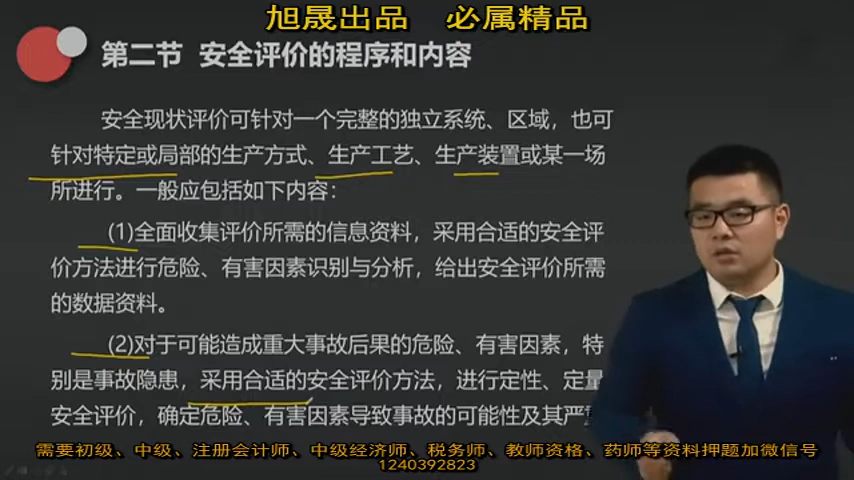 旭晟出品 必属精品
第二节 安全评价的程序和内容
安全现状评价可针对一个完整的独立系统、区域，也可
针对特定或局部的生产方式、生产工艺、生产装置或某一场
所进行。一般应包括如下内容：
(1)全面收集评价所需的信息资料，采用合适的安全评
价方法进行危险、有害因素识别与分析，给出安全评价所需
的数据资料。
(2)对于可能造成重大事故后果的危险、有害因素，特
别是事故隐患，采用合适的安全评价方法，进行定性、定量
安全评价，确定危险、有害因素导致事故的可能性及其严
需要初级、中级、注册会计师、中级经济师、税务师、教师资格、药师等资料押题加微信号
1240392823